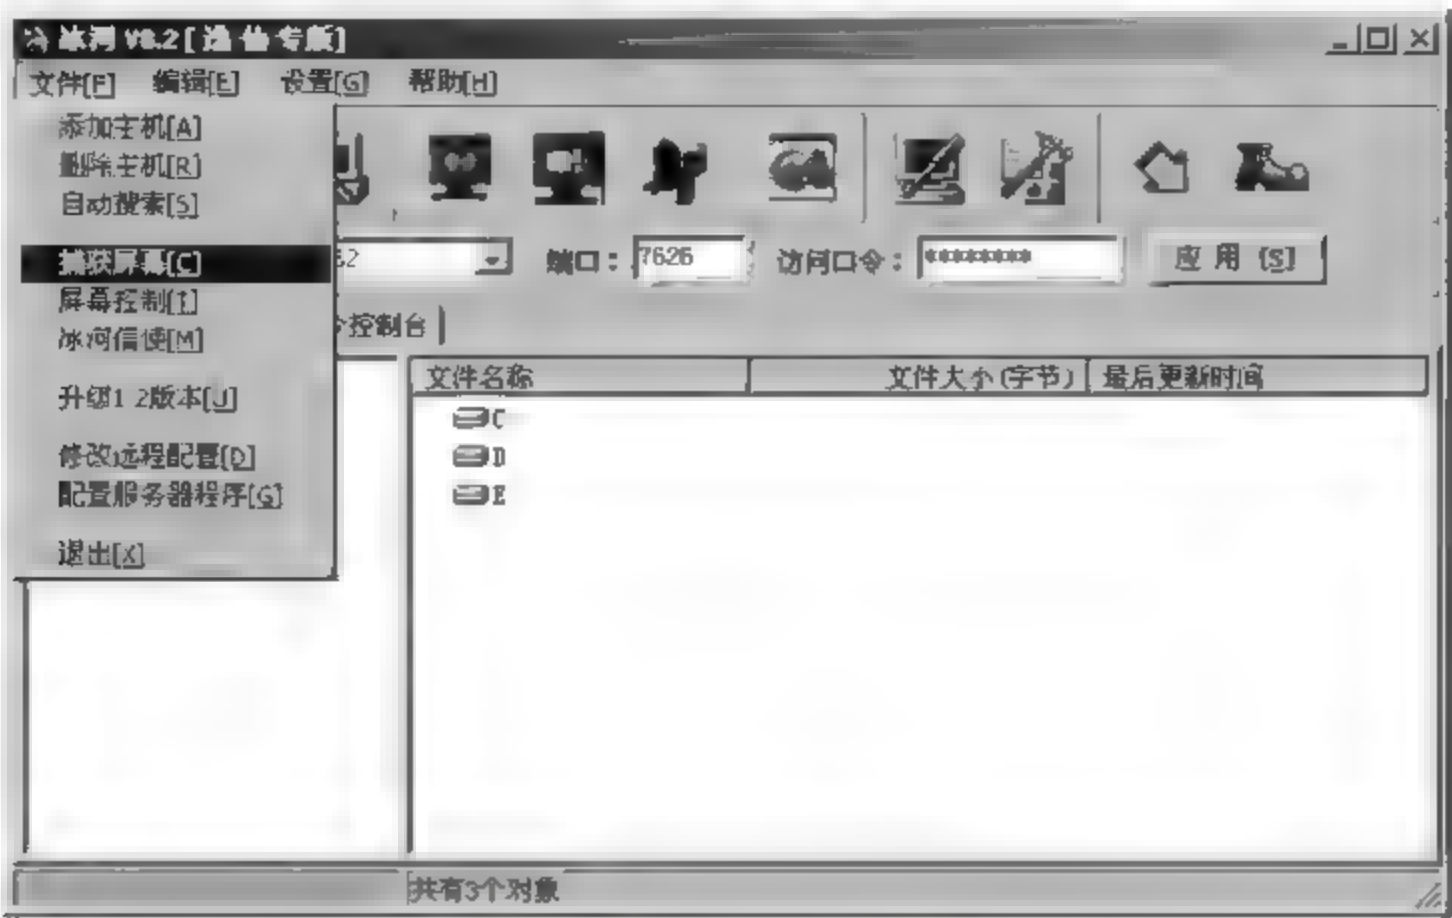 冰河 V8.2 [ 逸仙专版]
文件[F] 编辑[E] 设置[G] 帮助[H]
添加主机[A]
删除主机[R]
自动搜索[S]
捕获屏幕[C]
屏幕控制[T]
冰河信使[M]
升级1.2版本[U]
修改远程配置[D]
配置服务器程序[G]
退出[X]
端口: 7626 访问口令: ******** 应用 [S]
控制台
文件名称 文件大小(字节) 最后更新时间
C
D
E
共有3个对象